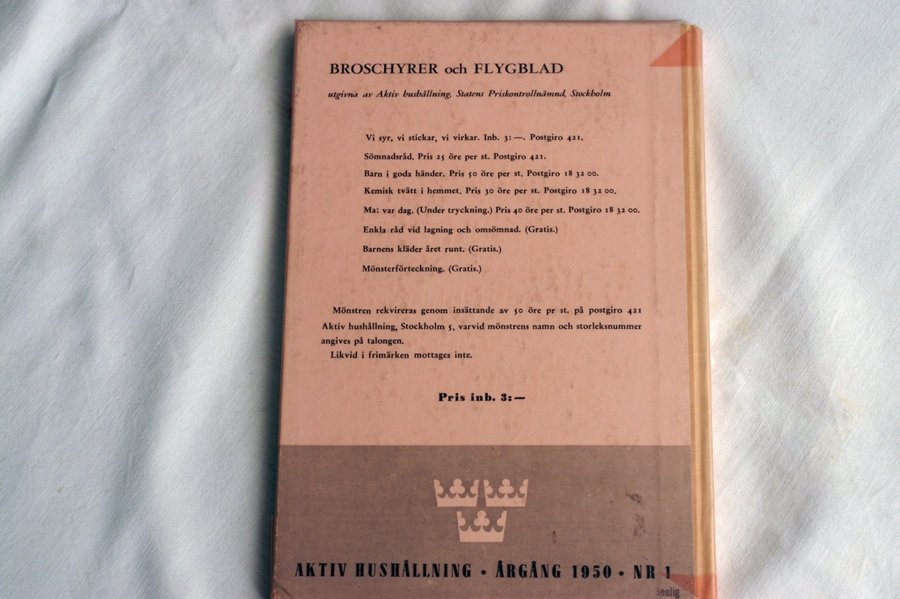 BROSCHYRER och FLYGBLAD
utgivna av Aktiv hushållning, Statens Priskontrollnämnd, Stockholm
Vi syr, vi stickar, vi virkar. Inb. 3: —. Postgiro 421.
Sömnadsråd. Pris 25 öre per st. Postgiro 421.
Barn i goda händer. Pris 50 öre per st. Postgiro 18 32 00.
Kemisk tvätt i hemmet. Pris 30 öre per st. Postgiro 18 32 00.
Mat var dag. (Under tryckning.) Pris 40 öre per st. Postgiro 18 32 00.
Enkla råd vid lagning och omsömnad. (Gratis.)
Barnens kläder året runt. (Gratis.)
Mönsterförteckning. (Gratis.)
Mönstren rekvireras genom insättande av 50 öre pr st. på postgiro 421
Aktiv hushållning, Stockholm 5, varvid mönstrens namn och storleksnummer
angives på talongen.
Likvid i frimärken mottages inte.
Pris inb. 3: —
AKTIV HUSHÅLLNING • ÅRGÅNG 1950 • NR 1
Seelig